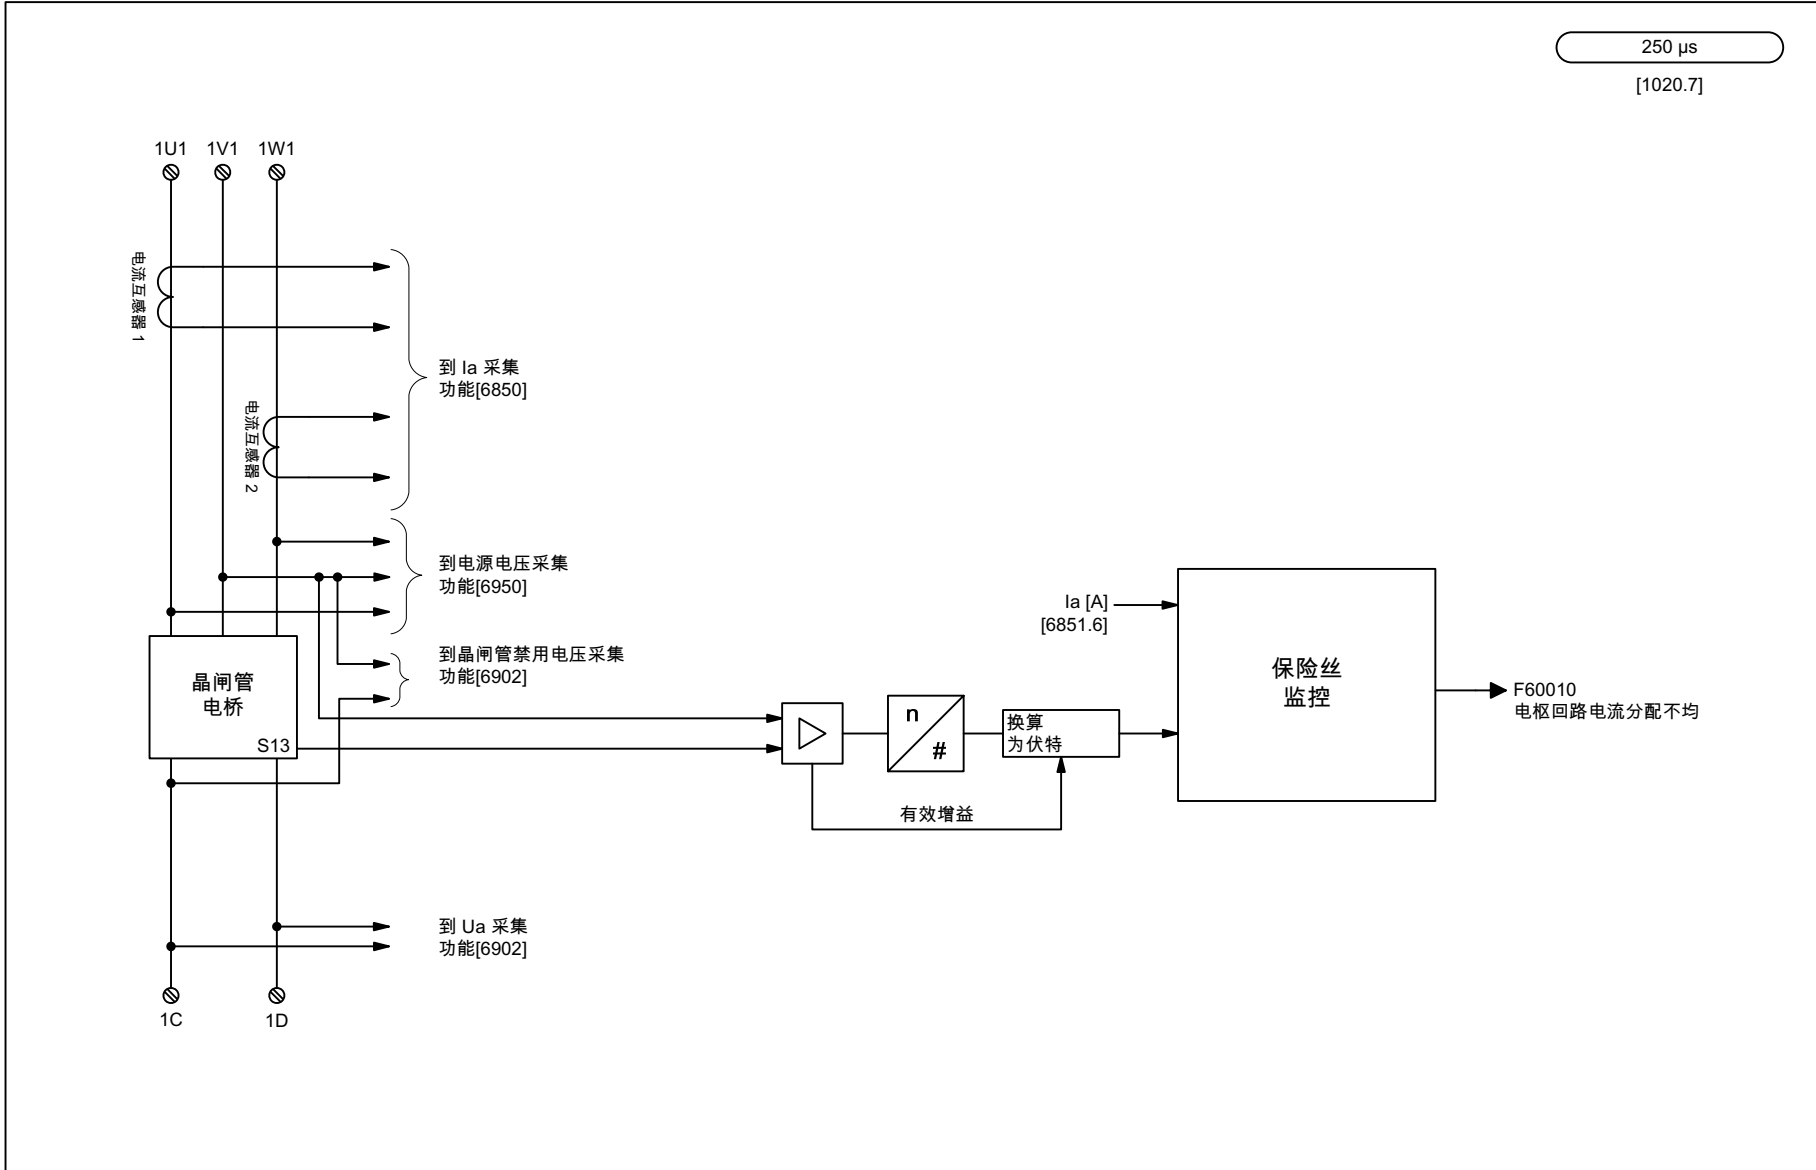 250 µs
[1020.7]
1U1 1V1 1W1
电流互感器 1
到 Ia 采集
功能[6850]
电流互感器 2
到电源电压采集
功能[6950]
Ia [A]
[6851.6]
到晶闸管禁用电压采集
功能[6902]
晶闸管
电桥
S13
保险丝
监控
F60010
电枢回路电流分配不均
n
#
换算
为伏特
有效增益
到 Ua 采集
功能[6902]
1C 1D